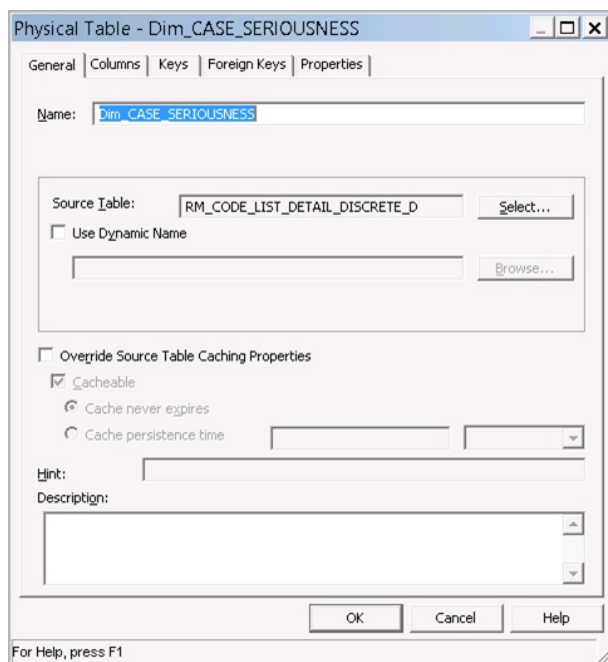 Physical Table - Dim_CASE_SERIOUSNESS
General Columns Keys Foreign Keys Properties
Name: Dim_CASE_SERIOUSNESS
Source Table: RM_CODE_LIST_DETAIL_DISCRETE_D Select...
Use Dynamic Name
Browse...
Override Source Table Caching Properties
Cacheable
Cache never expires
Cache persistence time
Hint:
Description:
OK Cancel Help
For Help, press F1